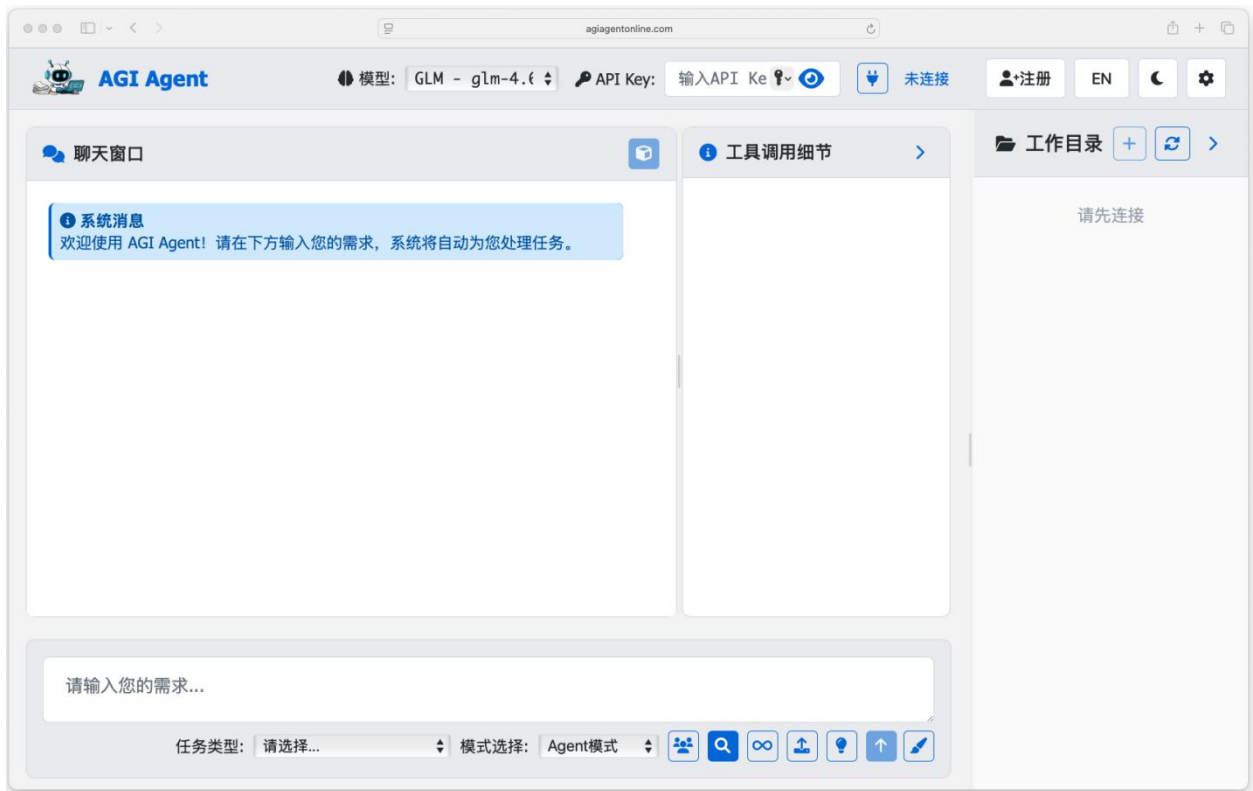 agiagentonline.com
AGI Agent
模型:
GLM - glm-4.6
API Key:
输入API Ke
未连接
注册
EN
聊天窗口
工具调用细节
工作目录
请先连接
系统消息
欢迎使用 AGI Agent! 请在下方输入您的需求，系统将自动为您处理任务。
请输入您的需求...
任务类型:
请选择...
模式选择:
Agent模式